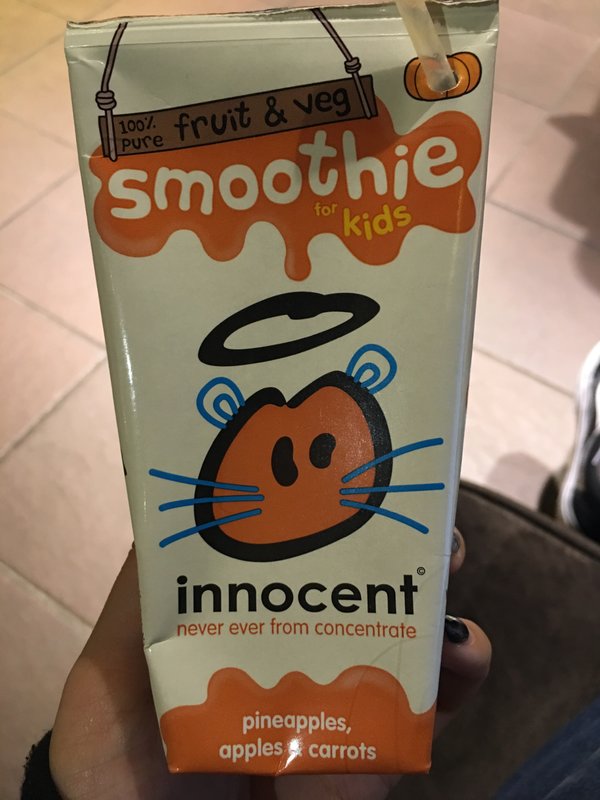 100%
Pure
fruit & veg
smoothie
for kids
innocent©
never ever from concentrate
pineapples,
apples & carrots